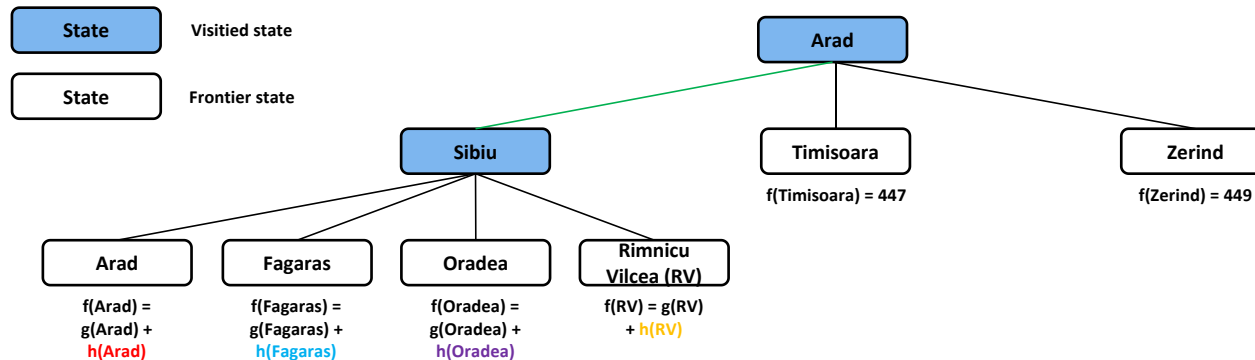 State
Visitied state
State
Frontier state
Arad
Sibiu
Timisoara
Zerind
f(Timisoara) = 447
f(Zerind) = 449
Arad
Fagaras
Oradea
Rimnicu
Vilcea (RV)
f(Arad) =
g(Arad) +
h(Arad)
f(Fagaras) =
g(Fagaras) +
h(Fagaras)
f(Oradea) =
g(Oradea) +
h(Oradea)
f(RV) = g(RV)
+ h(RV)